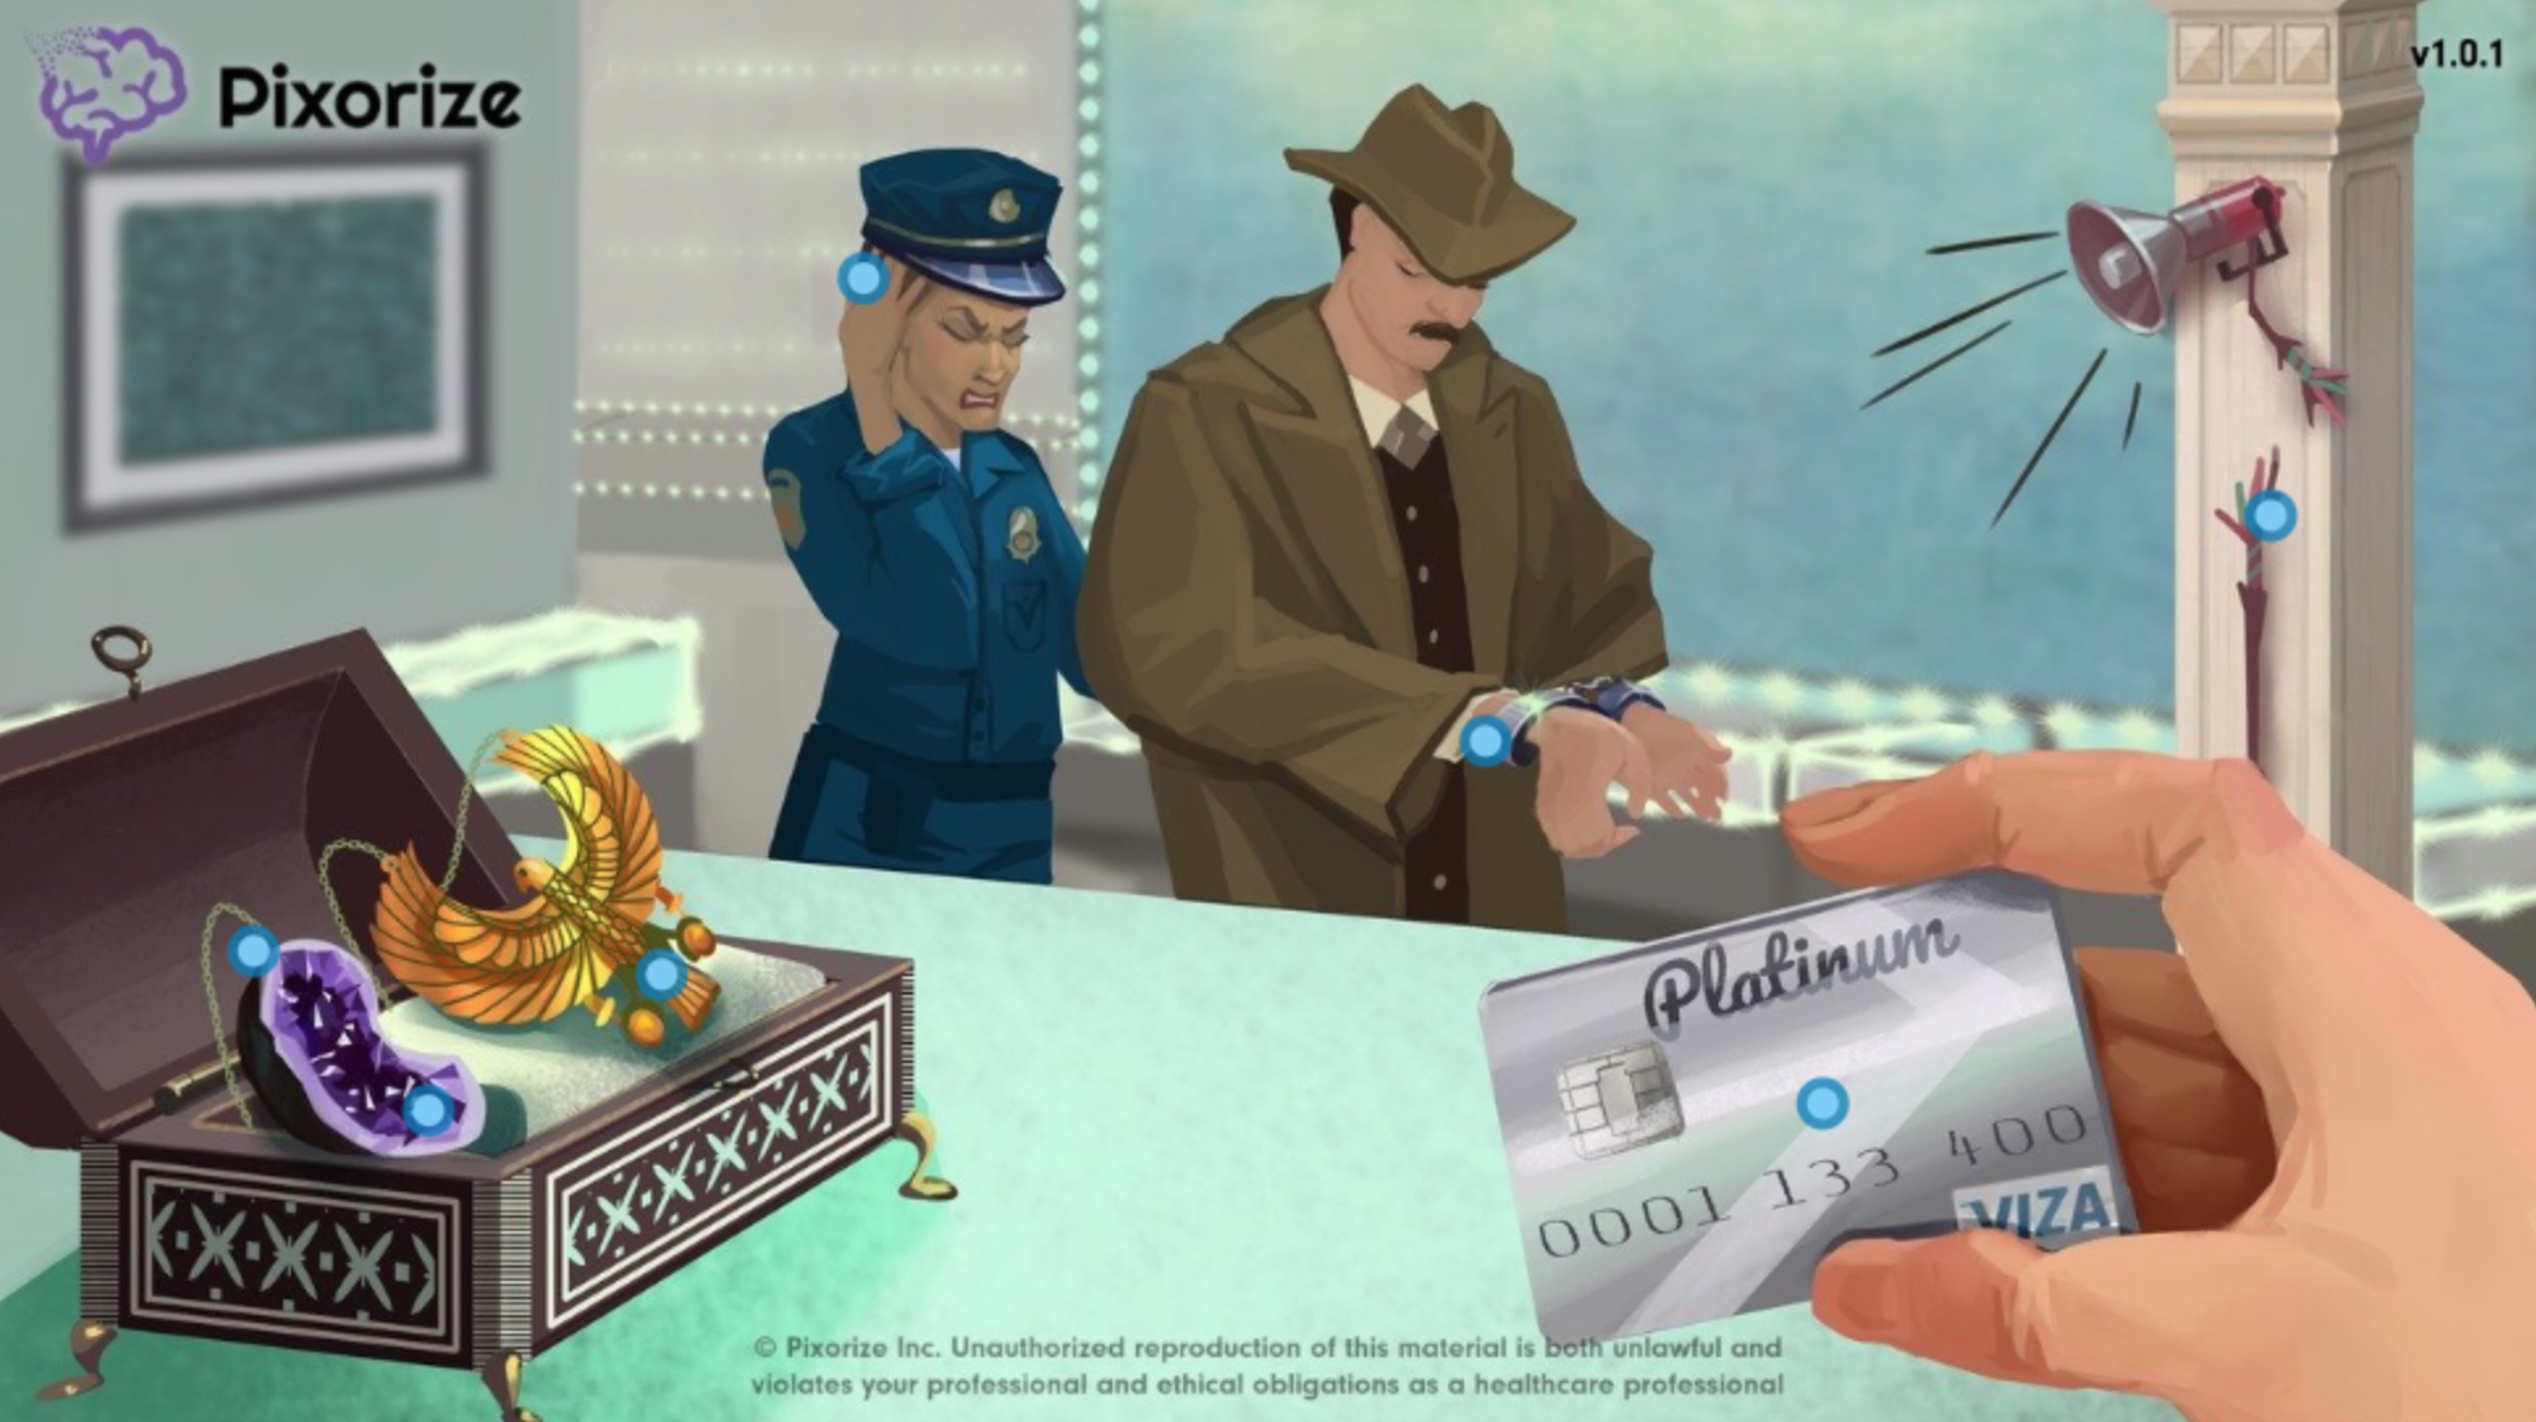 Pixorize
v1.0.1
Platinum
0001 133 400
VIZA
© Pixorize Inc. Unauthorized reproduction of this material is both unlawful and
violates your professional and ethical obligations as a healthcare professional